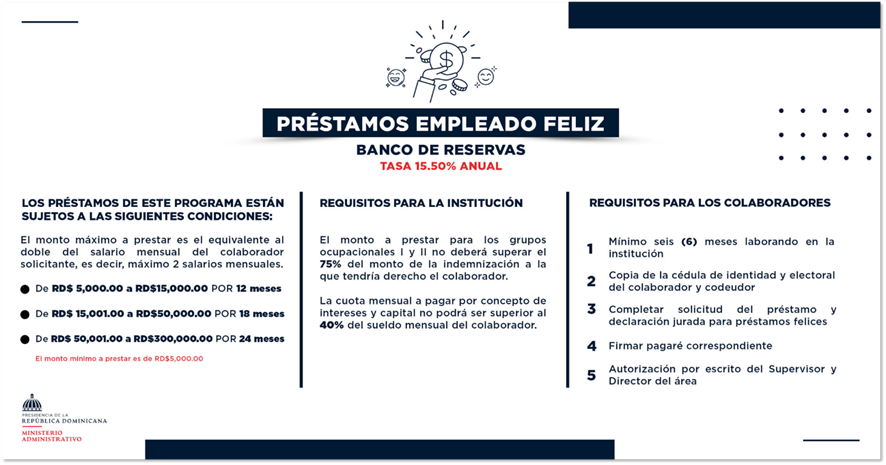 PRÉSTAMOS EMPLEADO FELIZ
BANCO DE RESERVAS
TASA 15.50% ANUAL
LOS PRÉSTAMOS DE ESTE PROGRAMA ESTÁN
SUJETOS A LAS SIGUIENTES CONDICIONES:
El monto máximo a prestar es el equivalente al
doble del salario mensual del colaborador
solicitante, es decir, máximo 2 salarios mensuales.
De RD$ 5,000.00 a RD$15,000.00 POR 12 meses
De RD$ 15,001.00 a RD$50,000.00 POR 18 meses
De RD$ 50,001.00 a RD$300,000.00 POR 24 meses
El monto mínimo a prestar es de RD$5,000.00
REQUISITOS PARA LA INSTITUCIÓN
El monto a prestar para los grupos
ocupacionales I y II no deberá superar el
75% del monto de la indemnización a la
que tendría derecho el colaborador.
La cuota mensual a pagar por concepto de
intereses y capital no podrá ser superior al
40% del sueldo mensual del colaborador.
REQUISITOS PARA LOS COLABORADORES
1 Mínimo seis (6) meses laborando en la
institución
2 Copia de la cédula de identidad y electoral
del colaborador y codeudor
3 Completar solicitud del préstamo y
declaración jurada para préstamos felices
4 Firmar pagaré correspondiente
5 Autorización por escrito del Supervisor y
Director del área
PRESIDENCIA DE LA
REPÚBLICA DOMINICANA
MINISTERIO
ADMINISTRATIVO